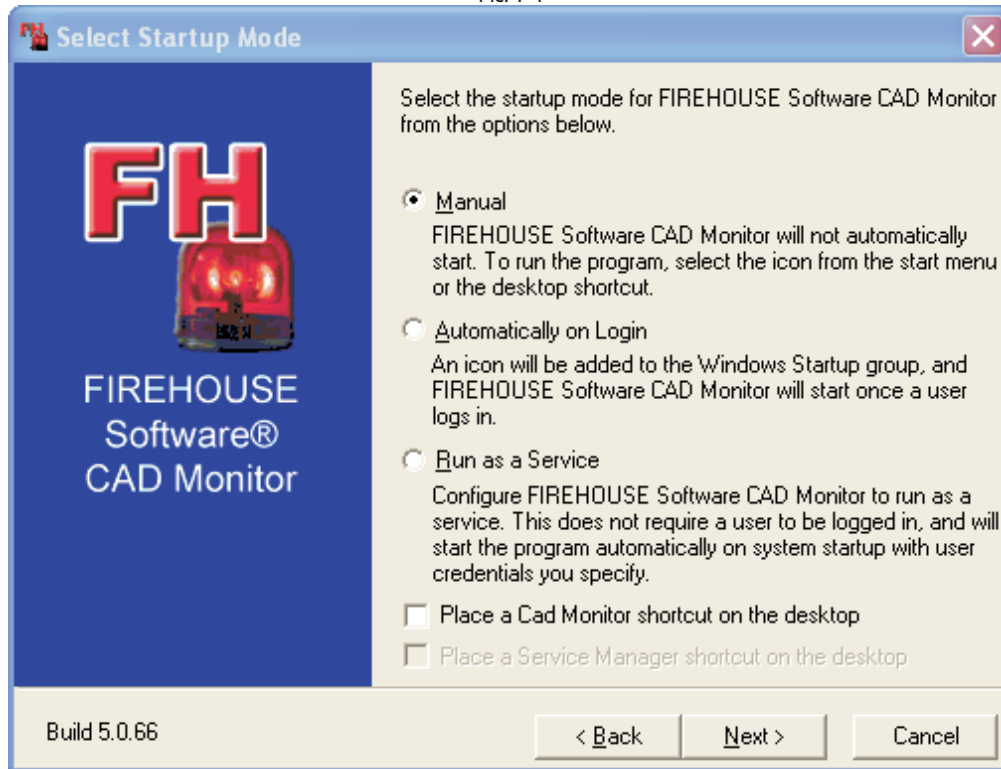 Select Startup Mode
Select the startup mode for FIREHOUSE Software CAD Monitor
from the options below.
FH
FIREHOUSE
Software®
CAD Monitor
Manual
FIREHOUSE Software CAD Monitor will not automatically
start. To run the program, select the icon from the start menu
or the desktop shortcut.
Automatically on Login
An icon will be added to the Windows Startup group, and
FIREHOUSE Software CAD Monitor will start once a user
logs in.
Run as a Service
Configure FIREHOUSE Software CAD Monitor to run as a
service. This does not require a user to be logged in, and will
start the program automatically on system startup with user
credentials you specify.
Place a Cad Monitor shortcut on the desktop
Place a Service Manager shortcut on the desktop
Build 5.0.66
< Back
Next >
Cancel